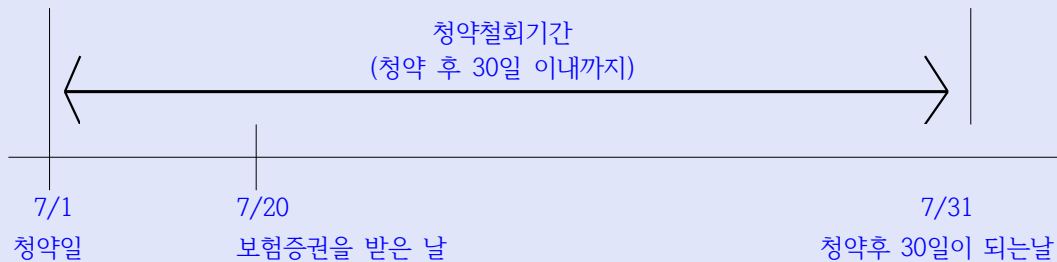 청약철회기간
(청약 후 30일 이내까지)
7/1
7/20
7/31
청약일
보험증권을 받은 날
청약후 30일이 되는날